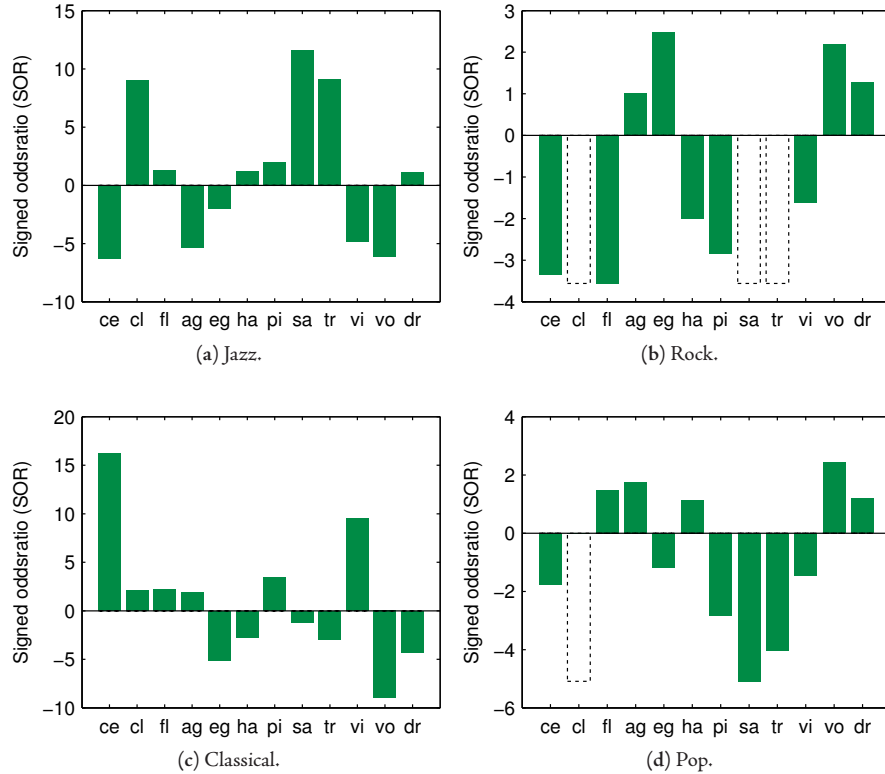 Signed oddsratio (SOR)
15
10
5
0
−5
−10
ce cl fl ag eg ha pi sa tr vi vo dr
(a) Jazz.
Signed oddsratio (SOR)
3
2
1
0
−1
−2
−3
−4
ce cl fl ag eg ha pi sa tr vi vo dr
(b) Rock.
Signed oddsratio (SOR)
20
15
10
5
0
−5
−10
ce cl fl ag eg ha pi sa tr vi vo dr
(c) Classical.
Signed oddsratio (SOR)
4
2
0
−2
−4
−6
ce cl fl ag eg ha pi sa tr vi vo dr
(d) Pop.